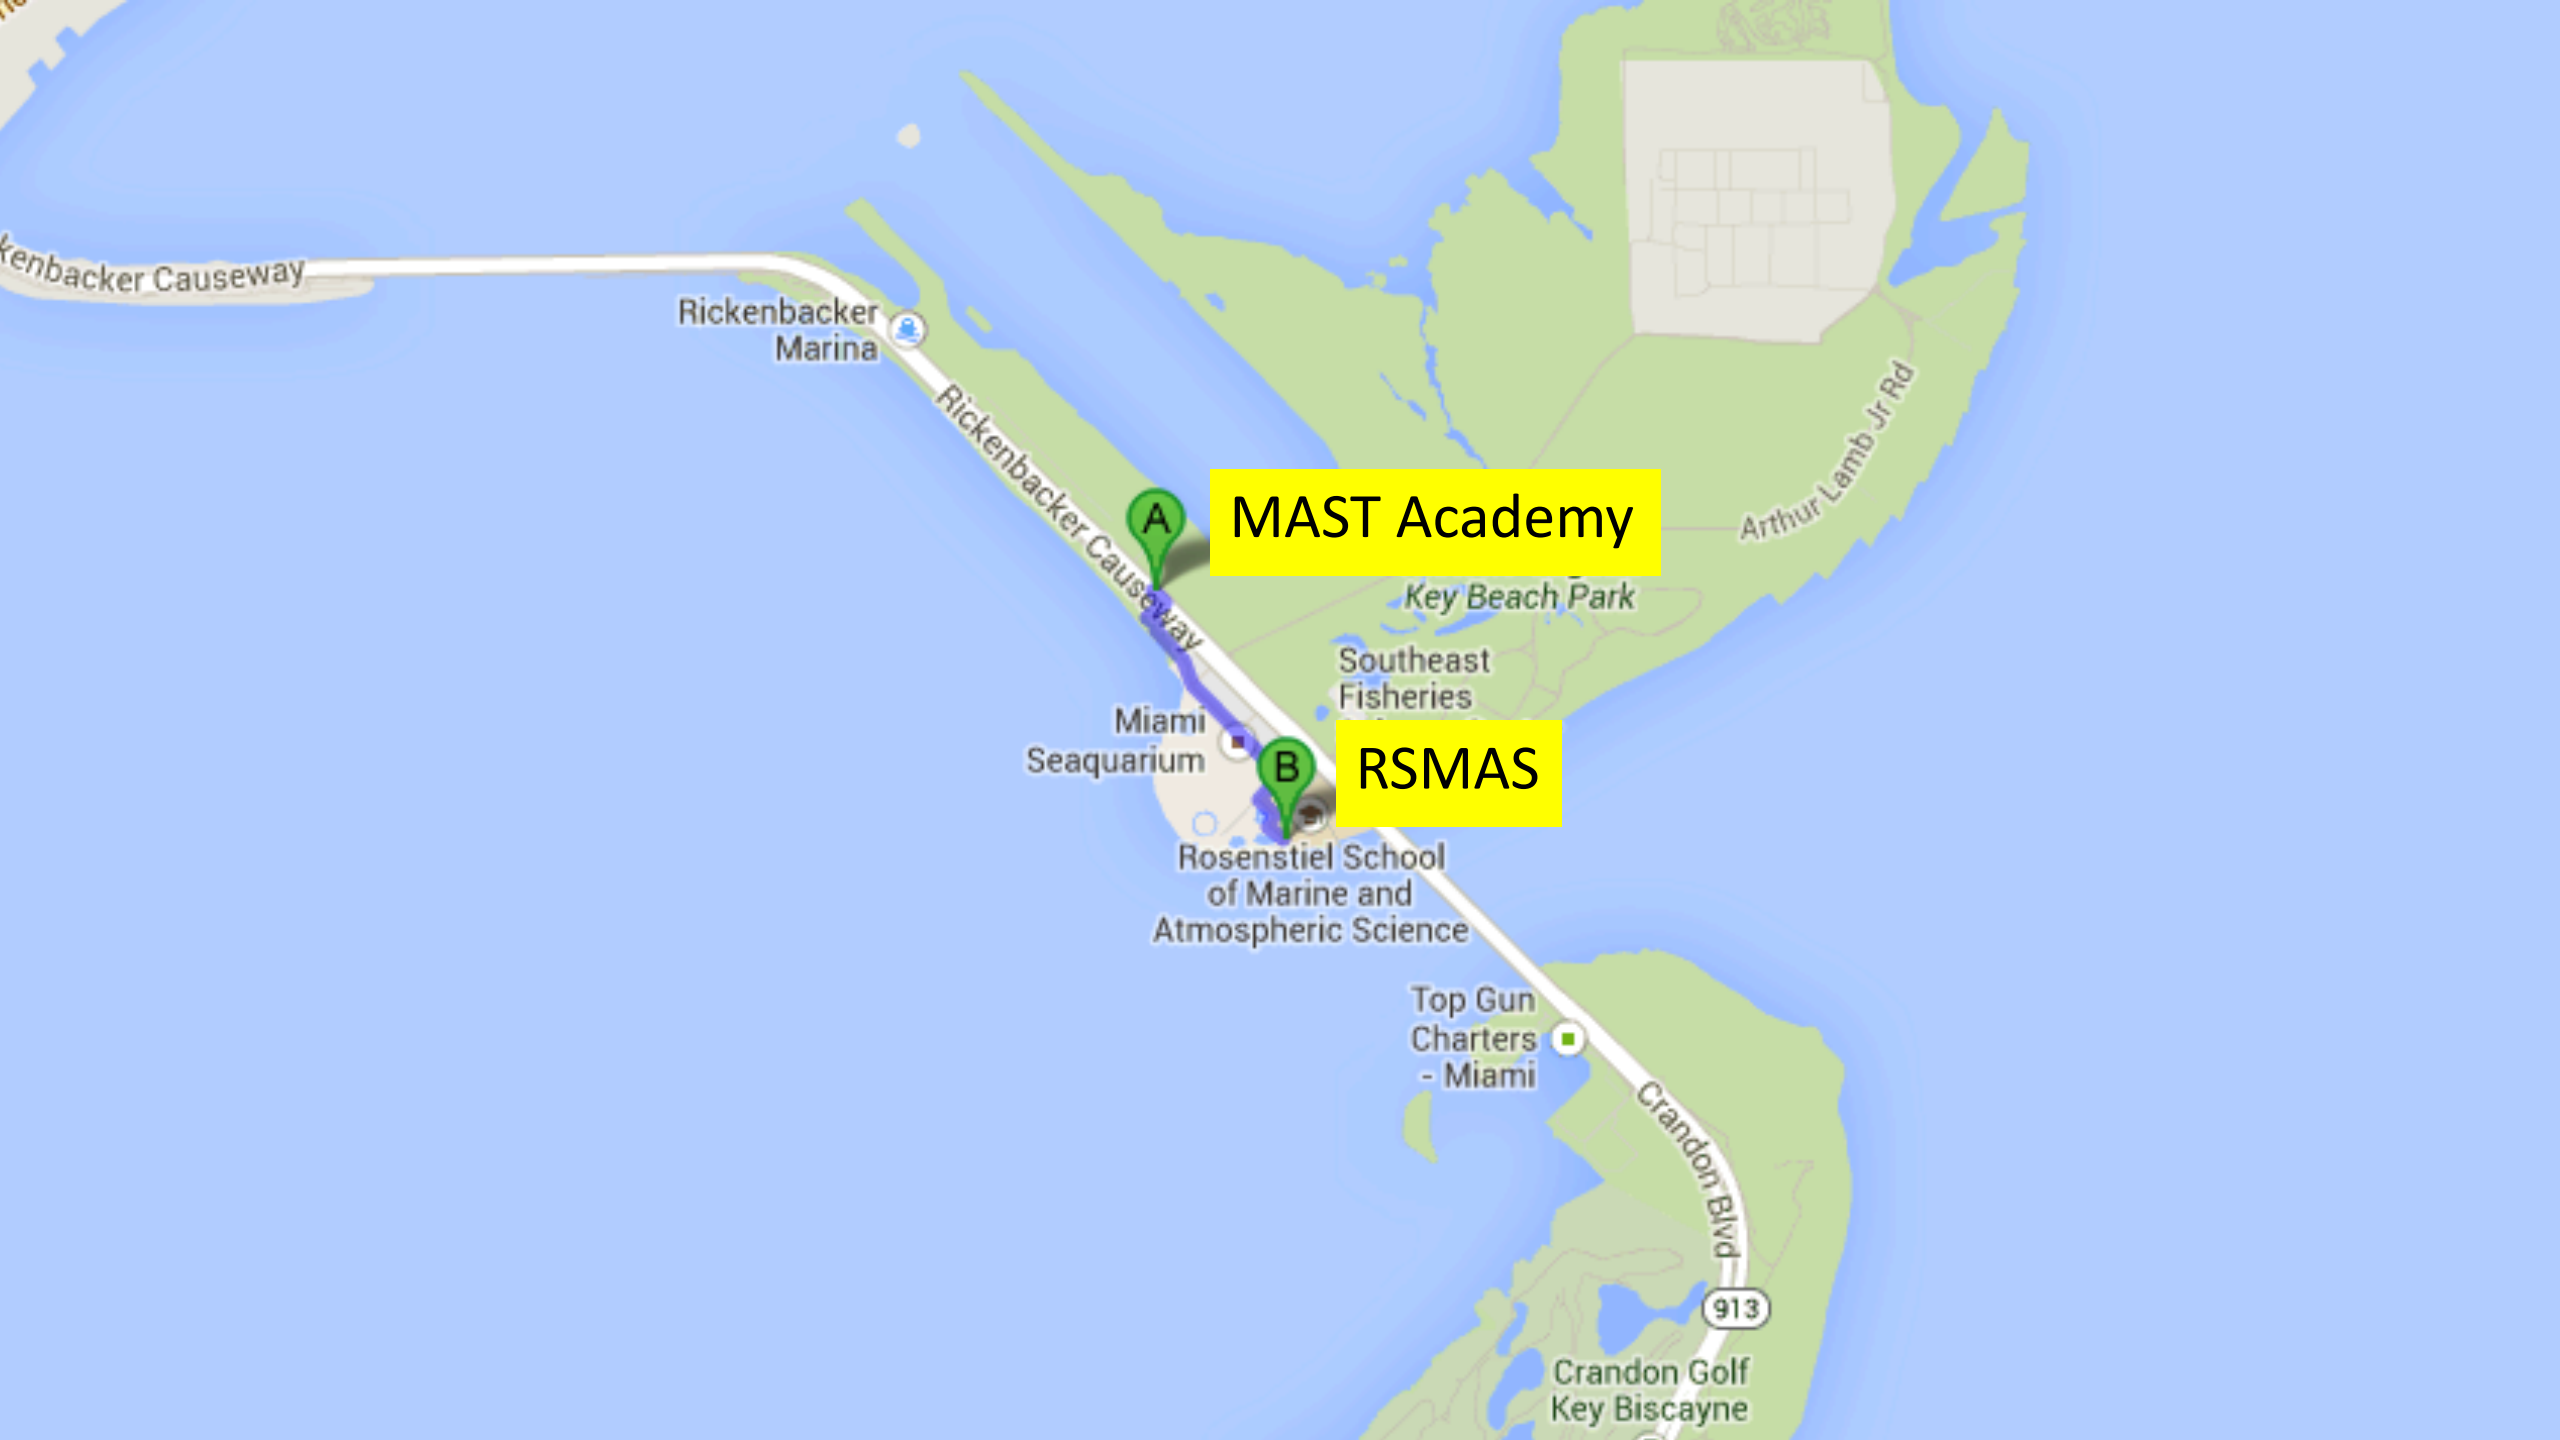 kenbacker Causeway
Rickenbacker
Marina
Rickenbacker Causeway
A
MAST Academy
Arthur Lamb Jr Rd
Key Beach Park
Southeast
Fisheries
Miami
Seaquarium
B
RSMAS
Rosenstiel School
of Marine and
Atmospheric Science
Top Gun
Charters
- Miami
Crandon Blvd
913
Crandon Golf
Key Biscayne